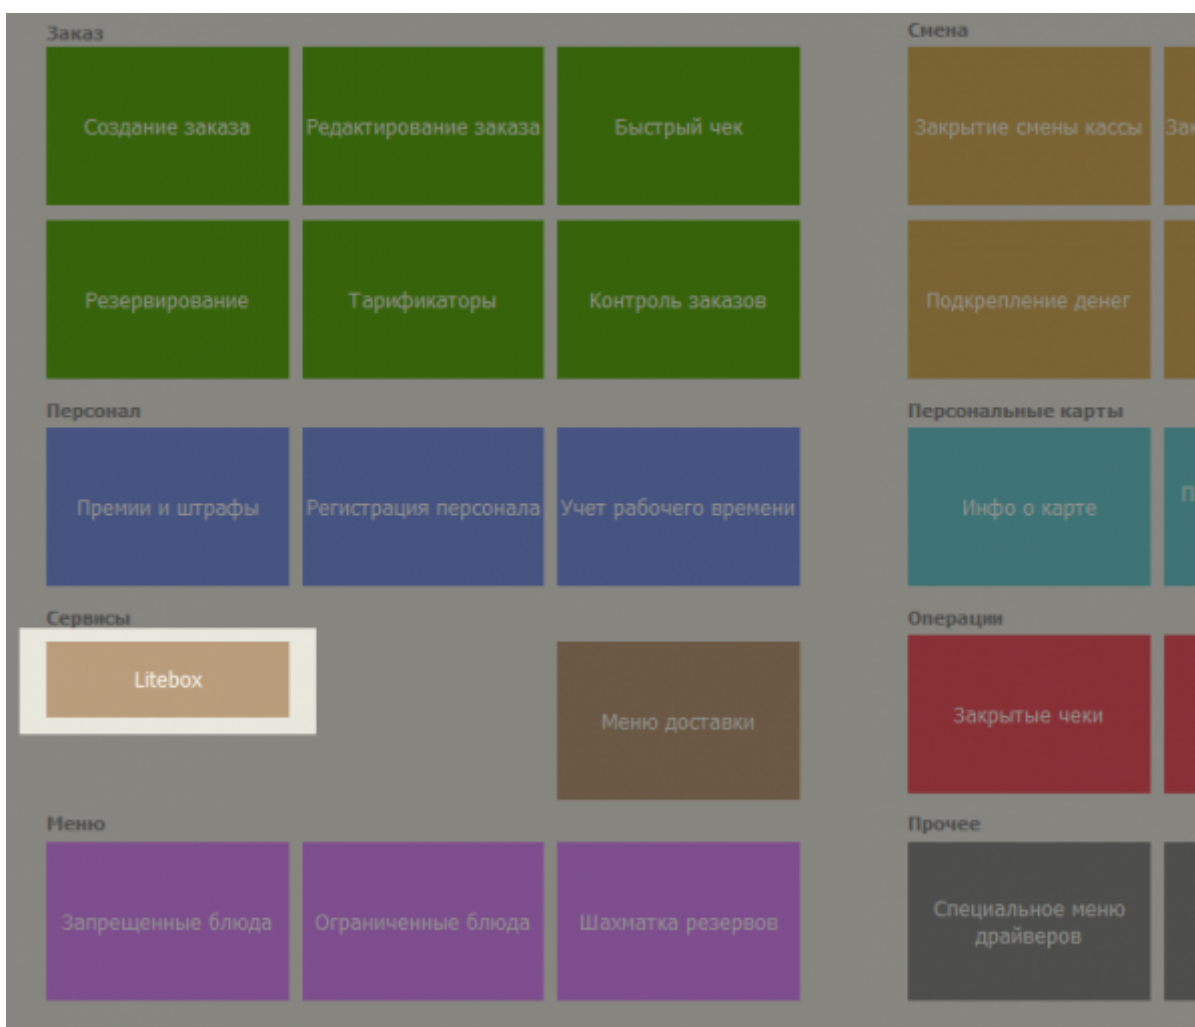 Заказ
Создание заказа
Редактирование заказа
Быстрый чек
Резервирование
Тарификаторы
Контроль заказов
Персонал
Премии и штрафы
Регистрация персонала
Учет рабочего времени
Сервисы
Litebox
Меню доставки
Меню
Запрещенные блюда
Ограниченные блюда
Шахматка резервов
Смена
Закрытие смены кассы
Подкрепление денег
Персональные карты
Инфо о карте
Операции
Закрытые чеки
Прочее
Специальное меню
драйверов